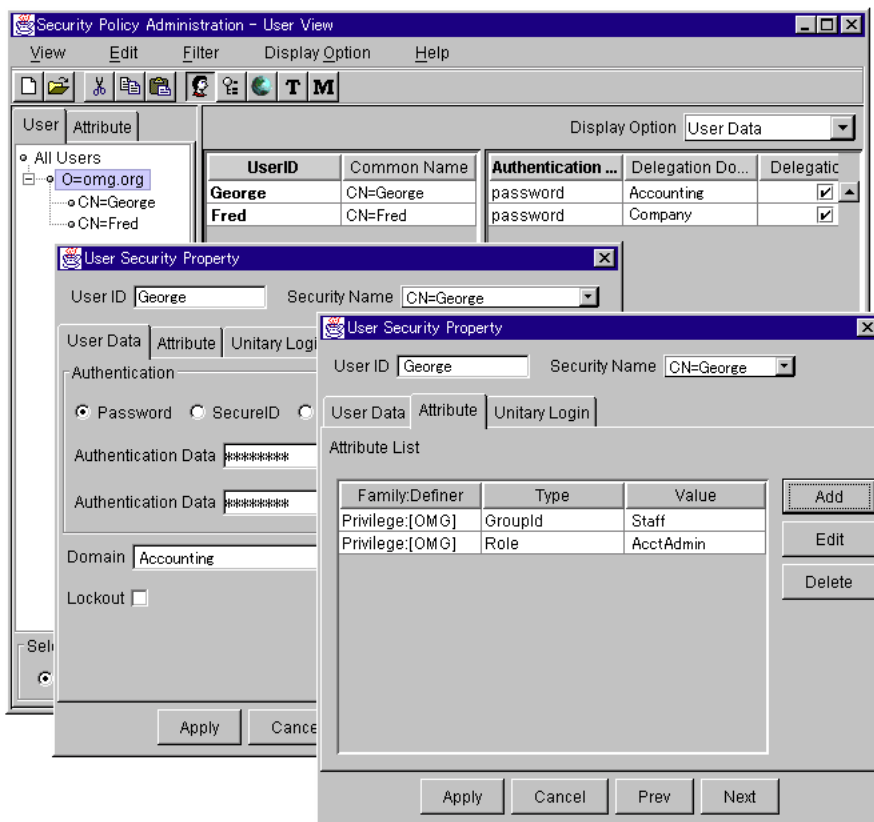 Security Policy Administration - User View
View Edit Filter Display Option Help
T M
User Attribute
Display Option User Data
All Users
O=omg.org
CN=George
CN=Fred
UserID Common Name Authentication ... Delegation Do... Delegatic
George CN=George password Accounting
Fred CN=Fred password Company
User Security Property
User ID George Security Name CN=George
User Data Attribute Unitary Logi
Authentication
Password SecureID
Authentication Data ********
Authentication Data ********
Domain Accounting
Lockout
Sele
Apply Cance
User Security Property
User ID George Security Name CN=George
User Data Attribute Unitary Login
Attribute List
Family:Definer Type Value
Privilege:[OMG] GroupId Staff
Privilege:[OMG] Role AcctAdmin
Add
Edit
Delete
Apply Cancel Prev Next